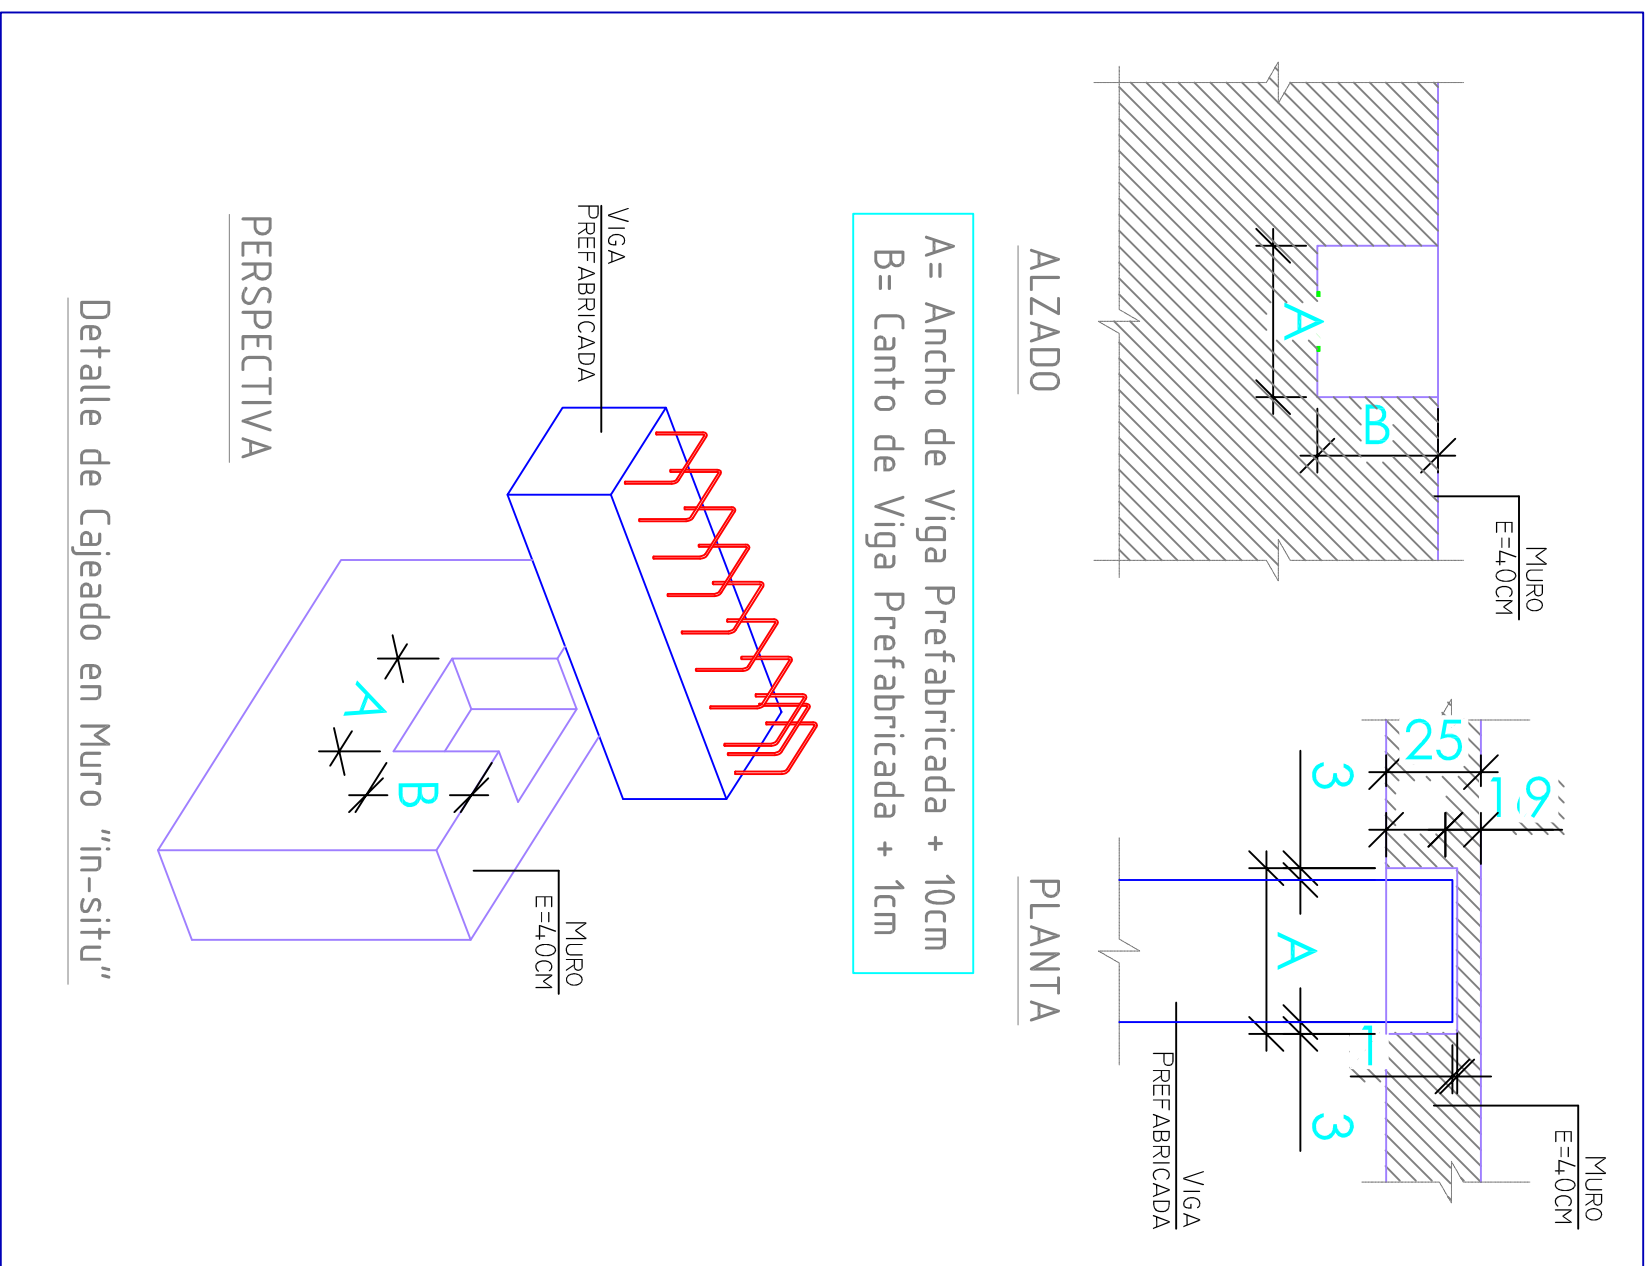 ALZADO
A
B
MURO
E=40CM
PLANTA
25
19
3
A
3
1
MURO
E=40CM
VIGA
PREFABRICADA
A= Ancho de Viga Prefabricada + 10cm
B= Canto de Viga Prefabricada + 1cm
VIGA
PREFABRICADA
A
B
MURO
E=40CM
PERSPECTIVA
Detalle de Cajeado en Muro "in-situ"